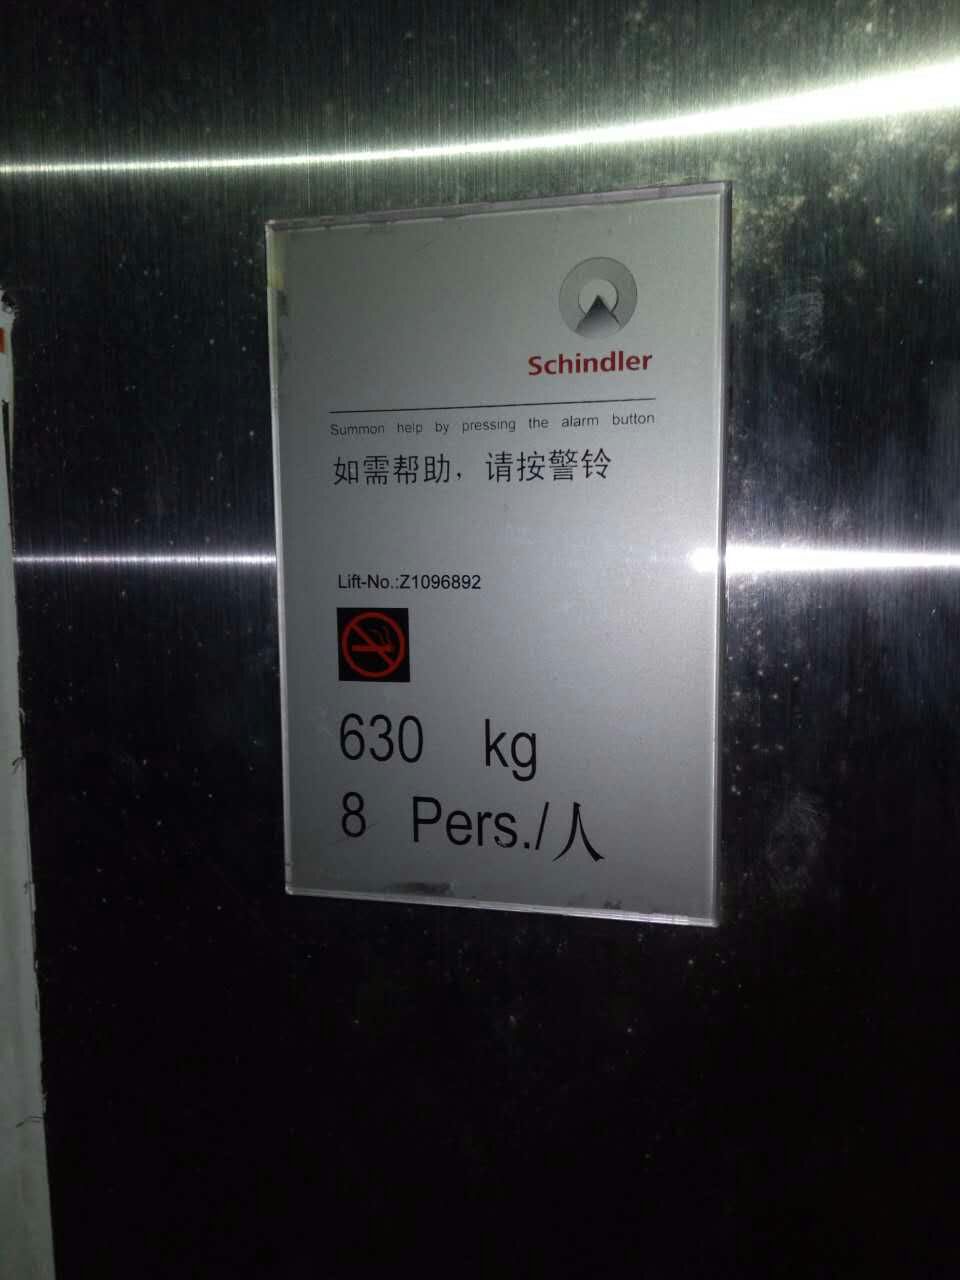 Schindler
Summon help by pressing the alarm button
如需帮助，请按警铃
Lift-No.:Z1096892
630 kg
8 Pers./人